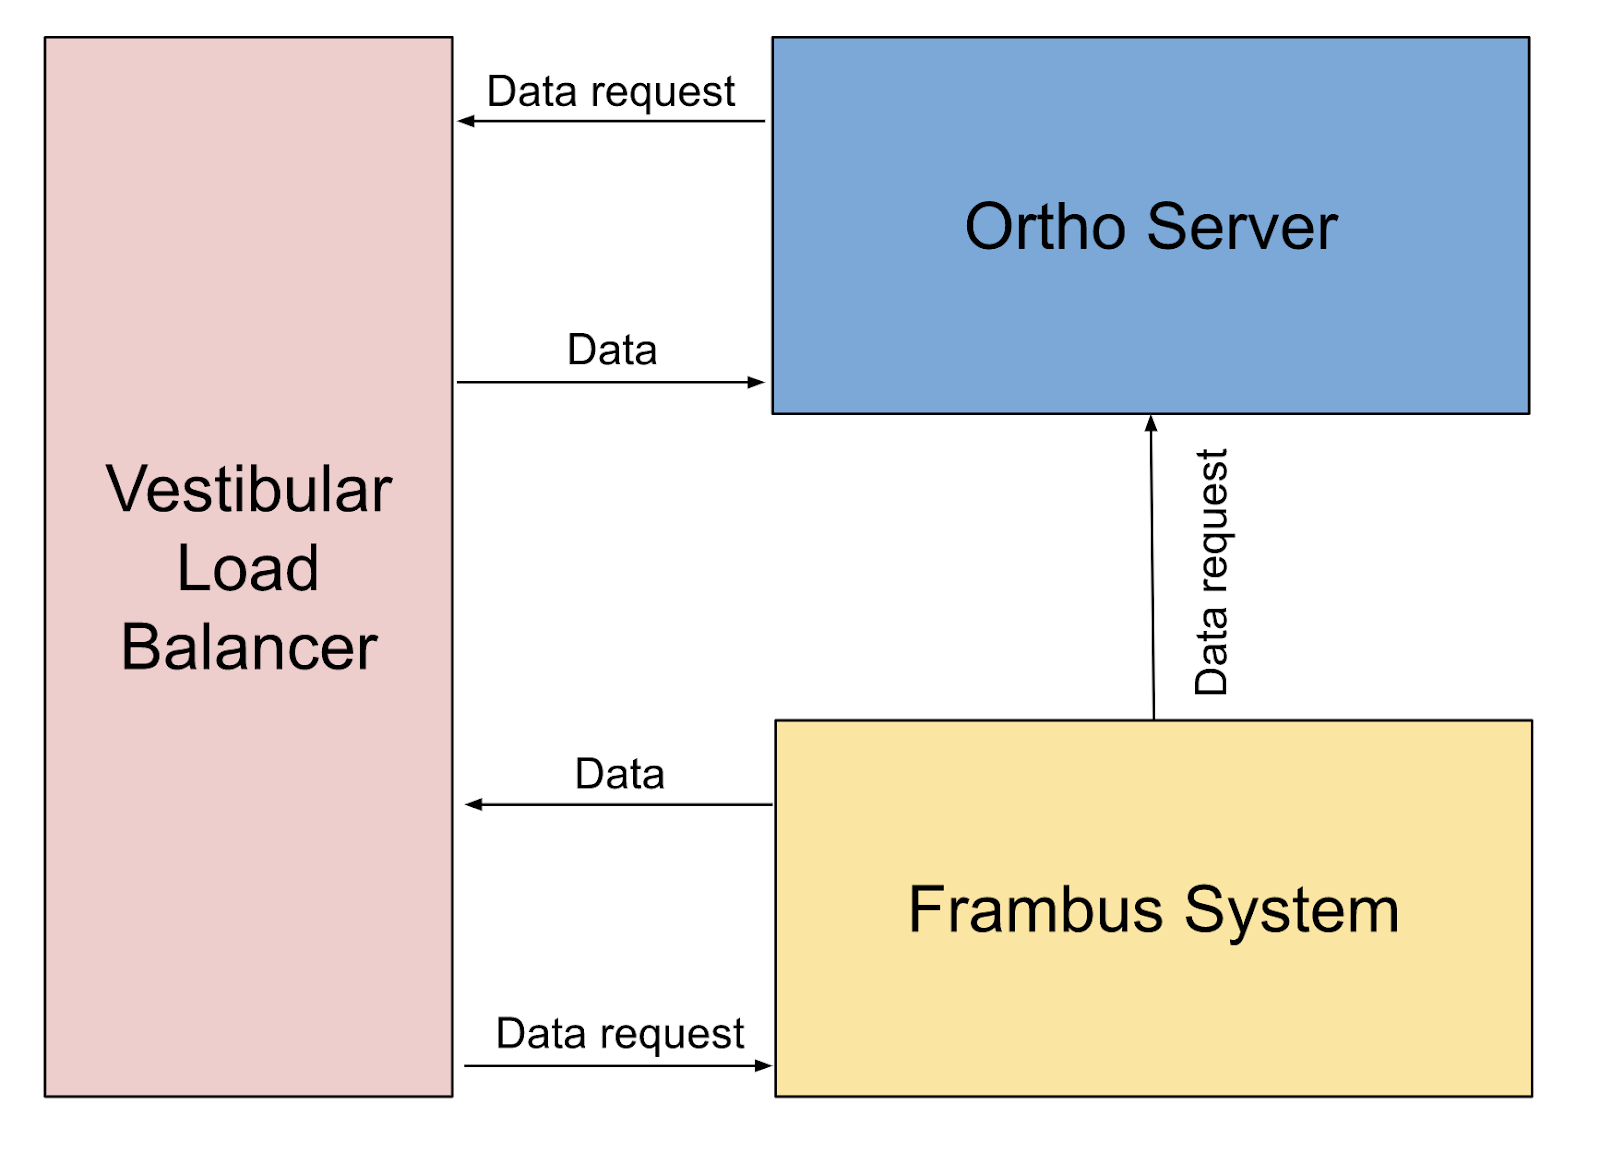 Data request
Ortho Server
Data
Vestibular
Load
Balancer
Data request
Data
Frambus System
Data request